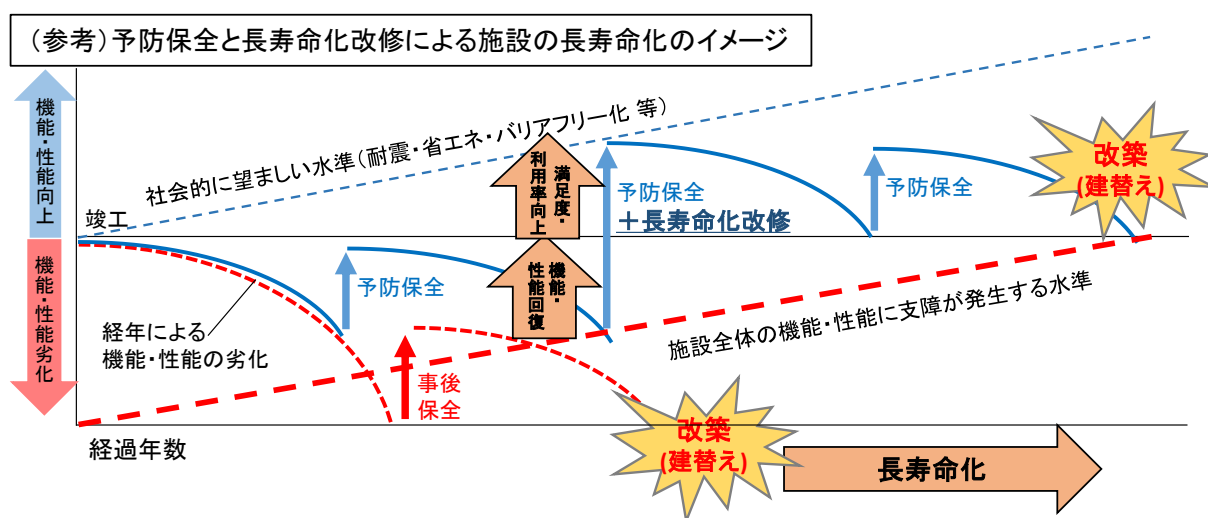 （参考）予防保全と長寿命化改修による施設の長寿命化のイメージ
機能・性能向上
社会的に望ましい水準（耐震・省エネ・バリアフリー化 等）
竣工
満足度・
利用率向上
予防保全
＋長寿命化改修
予防保全
改築
(建替え)
機能・性能劣化
予防保全
機能・
性能回復
経年による
機能・性能の劣化
施設全体の機能・性能に支障が発生する水準
事後
保全
改築
(建替え)
経過年数
長寿命化